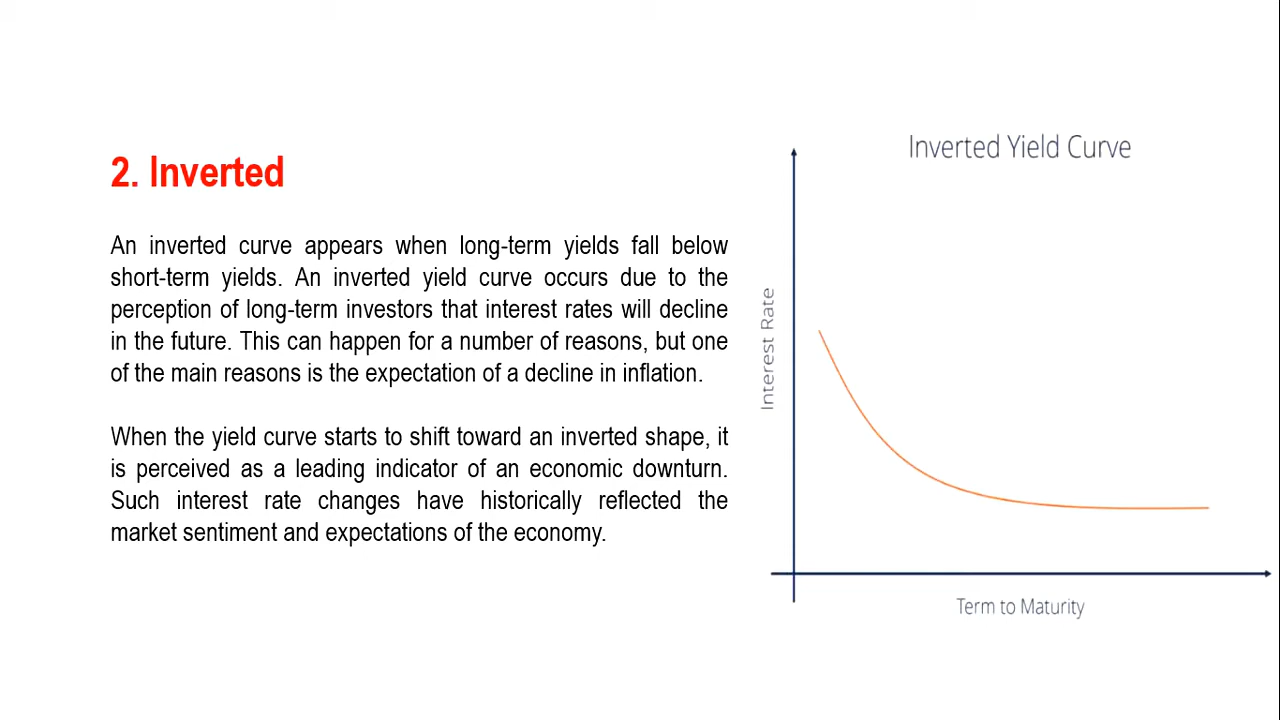 2. Inverted
An inverted curve appears when long-term yields fall below
short-term yields. An inverted yield curve occurs due to the
perception of long-term investors that interest rates will decline
in the future. This can happen for a number of reasons, but one
of the main reasons is the expectation of a decline in inflation.
When the yield curve starts to shift toward an inverted shape, it
is perceived as a leading indicator of an economic downturn.
Such interest rate changes have historically reflected the
market sentiment and expectations of the economy.
Inverted Yield Curve
Interest Rate
Term to Maturity